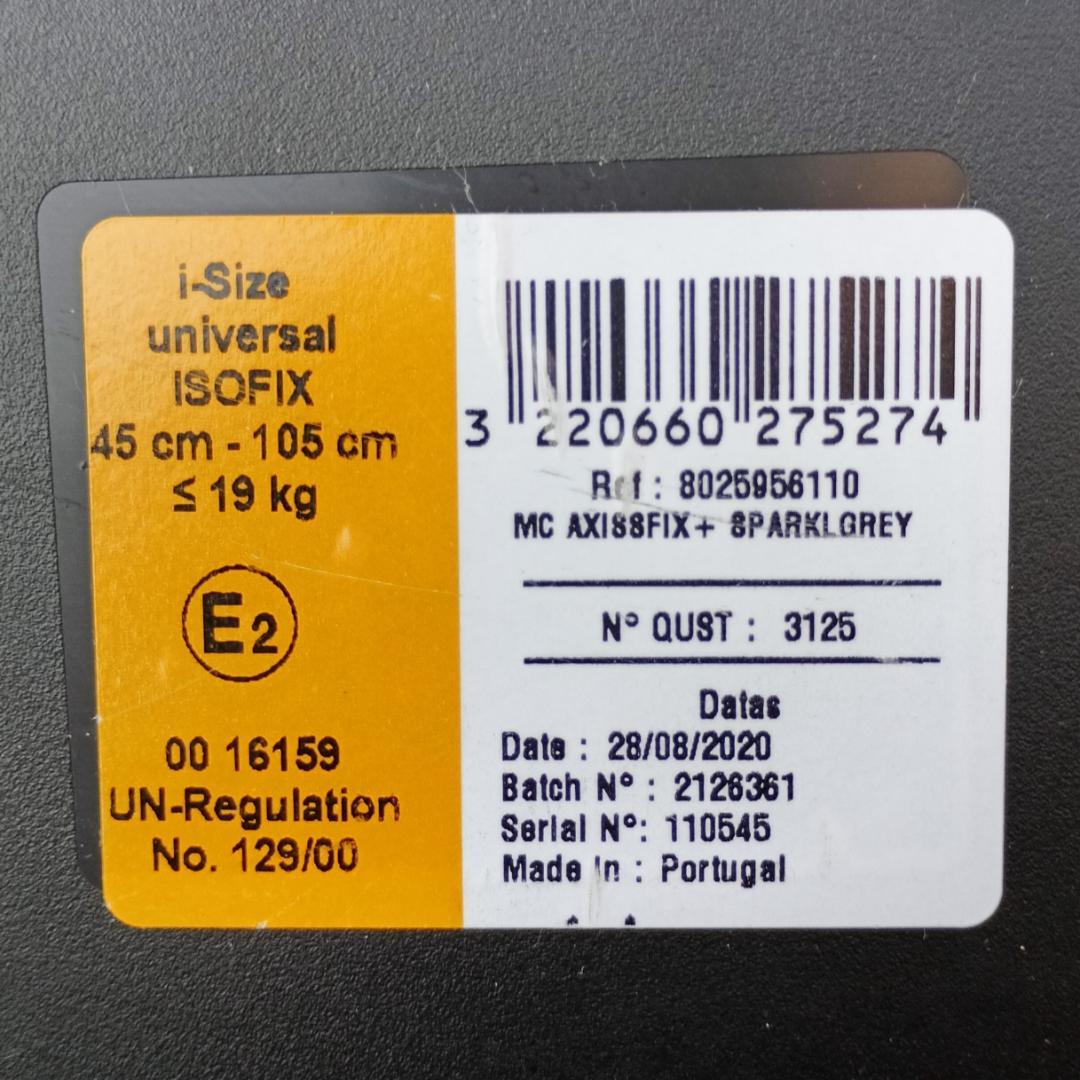 i-Size
universal
ISOFIX
45 cm - 105 cm
≤ 19 kg
E2
00 16159
UN-Regulation
No. 129/00
3 220660 275274
Ref : 8025956110
MC AXISSFIX+ SPARKLGREY
N° QUST : 3125
Datas
Date : 28/08/2020
Batch N° : 2126361
Serial N°: 110545
Made In : Portugal